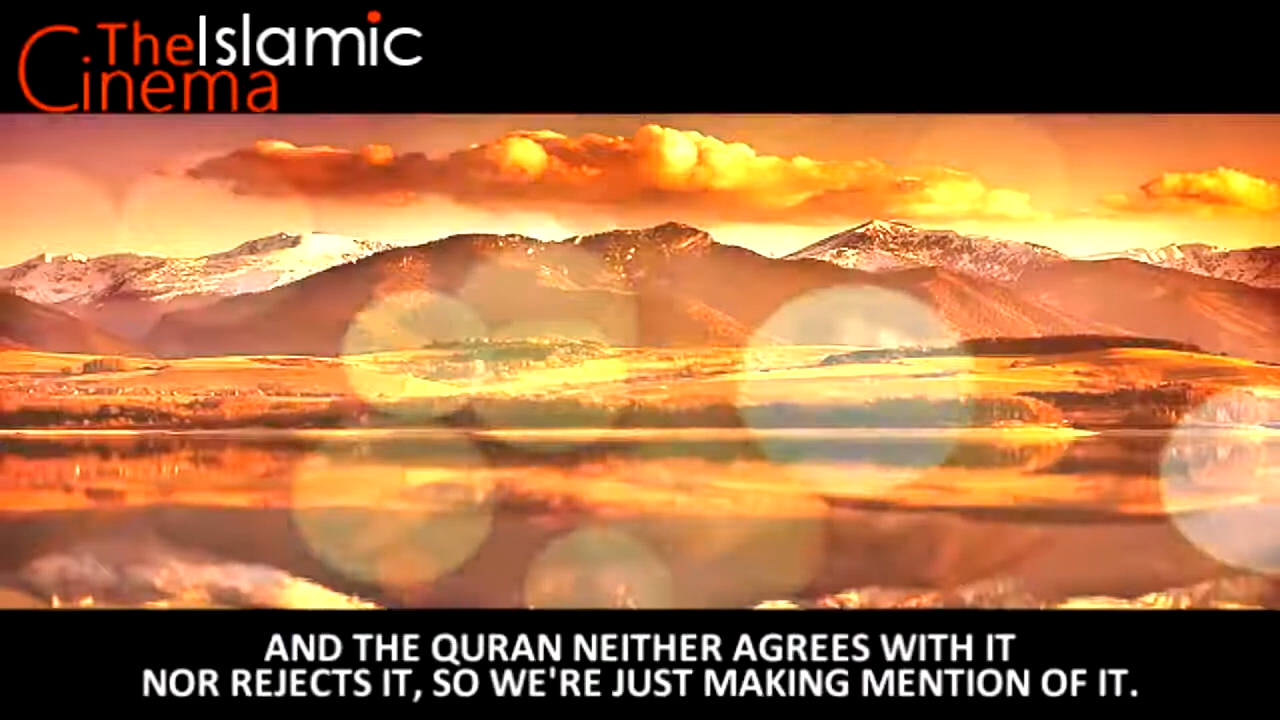 TheIslamic
Cinema
AND THE QURAN NEITHER AGREES WITH IT
NOR REJECTS IT, SO WE'RE JUST MAKING MENTION OF IT.